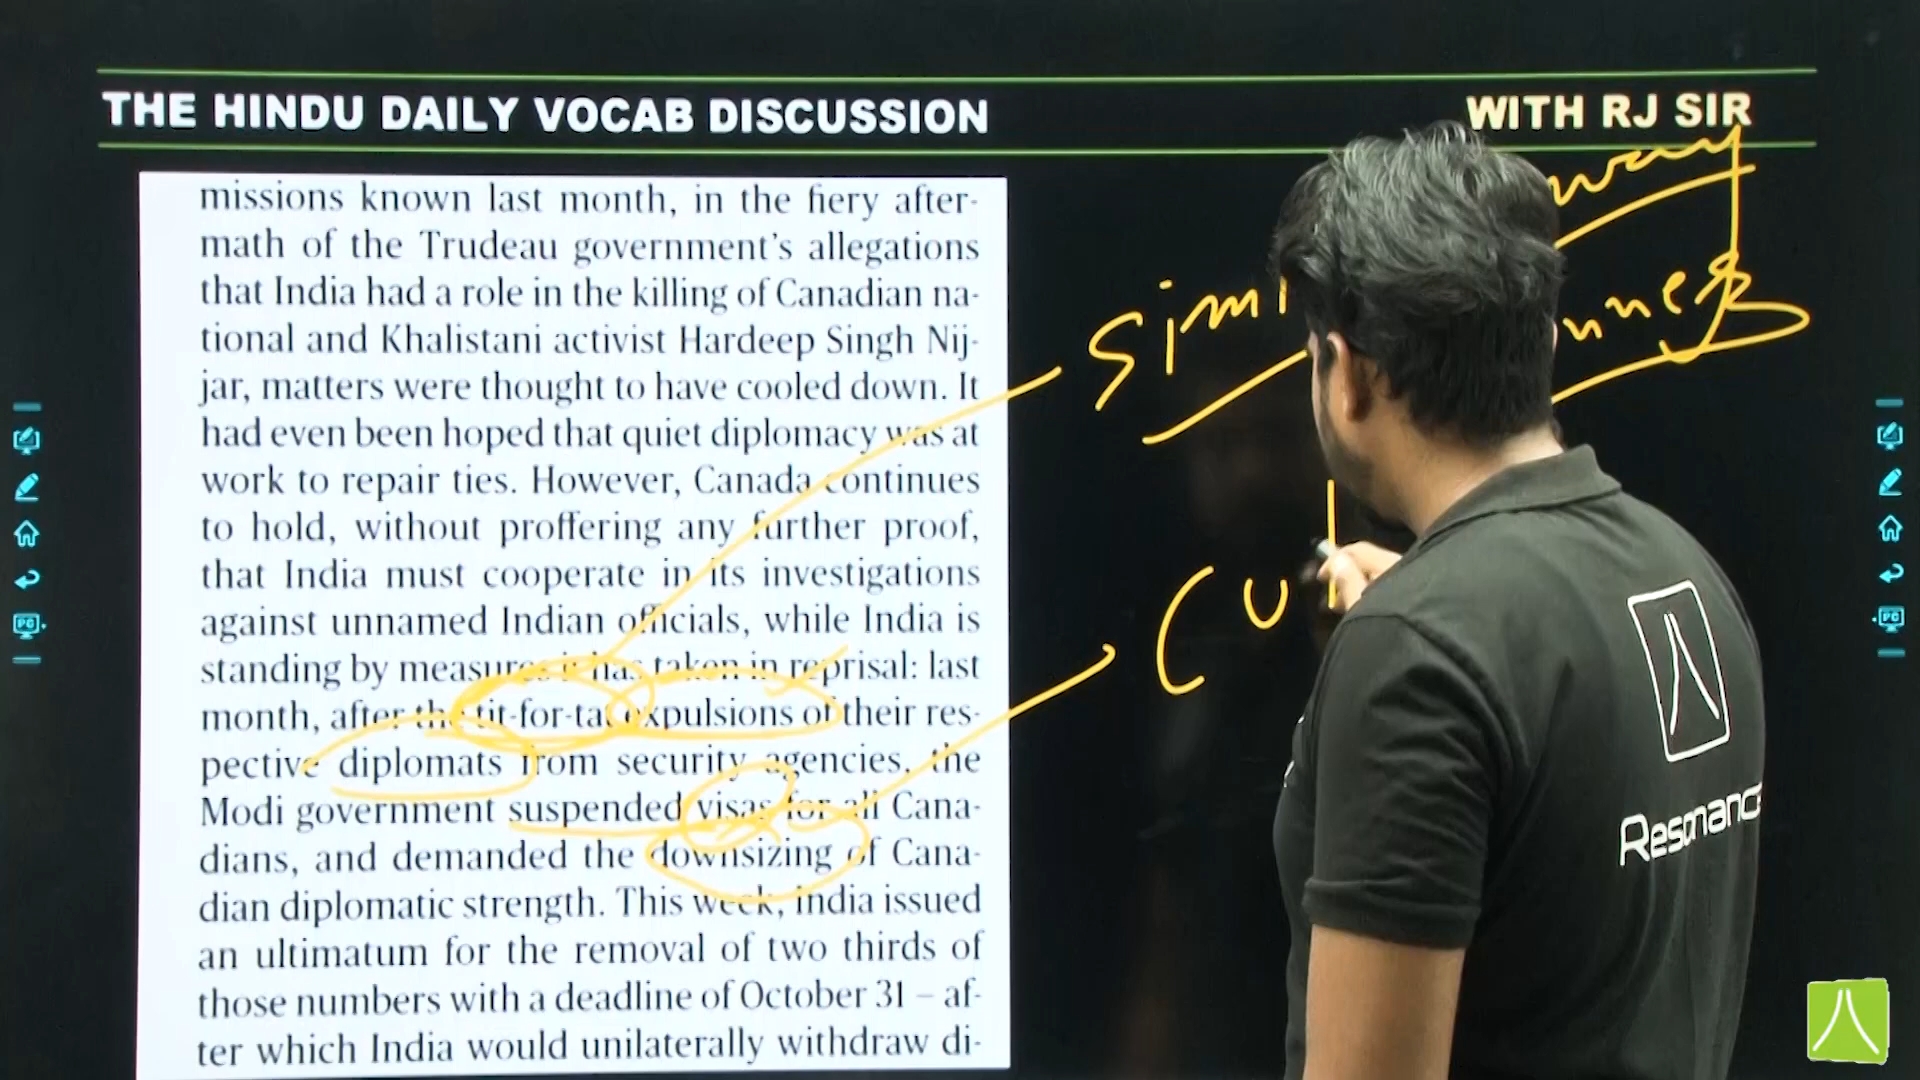 THE HINDU DAILY VOCAB DISCUSSION
WITH RJ SIR
missions known last month, in the fiery after-
math of the Trudeau government's allegations
that India had a role in the killing of Canadian na-
tional and Khalistani activist Hardeep Singh Nij-
jar, matters were thought to have cooled down. It
had even been hoped that quiet diplomacy was at
work to repair ties. However, Canada continues
to hold, without proffering any further proof,
that India must cooperate in its investigations
against unnamed Indian officials, while India is
standing by measures it has taken in reprisal: last
month, after the tit-for-tat expulsions of their res-
pective diplomats from security agencies, the
Modi government suspended visas for all Cana-
dians, and demanded the downsizing of Cana-
dian diplomatic strength. This week, India issued
an ultimatum for the removal of two thirds of
those numbers with a deadline of October 31 – af-
ter which India would unilaterally withdraw di-
way
Simi
nner
Cut
Resonance